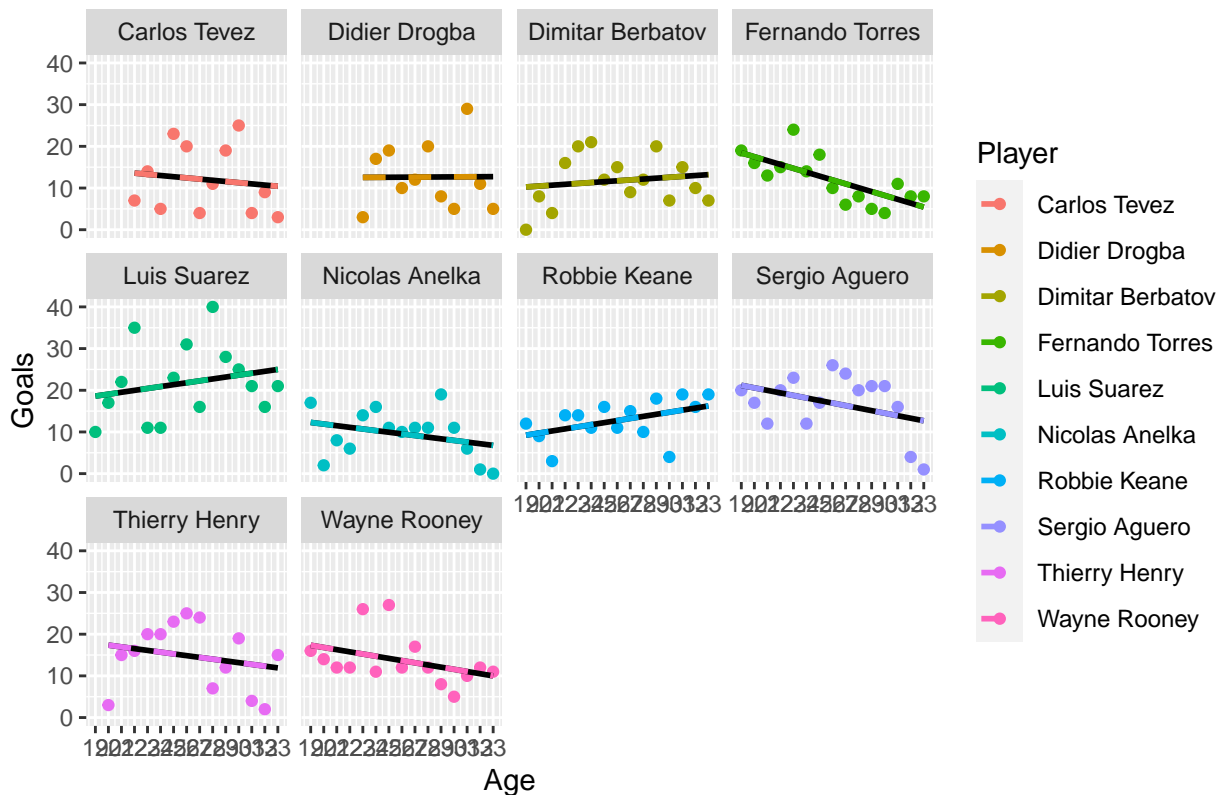 Carlos Tevez
Didier Drogba
Dimitar Berbatov
Fernando Torres
40
30
20
10
0
Luis Suarez
Nicolas Anelka
Robbie Keane
Sergio Aguero
40
30
20
10
0
Thierry Henry
Wayne Rooney
40
30
20
10
0
Goals
Age
Player
Carlos Tevez
Didier Drogba
Dimitar Berbatov
Fernando Torres
Luis Suarez
Nicolas Anelka
Robbie Keane
Sergio Aguero
Thierry Henry
Wayne Rooney